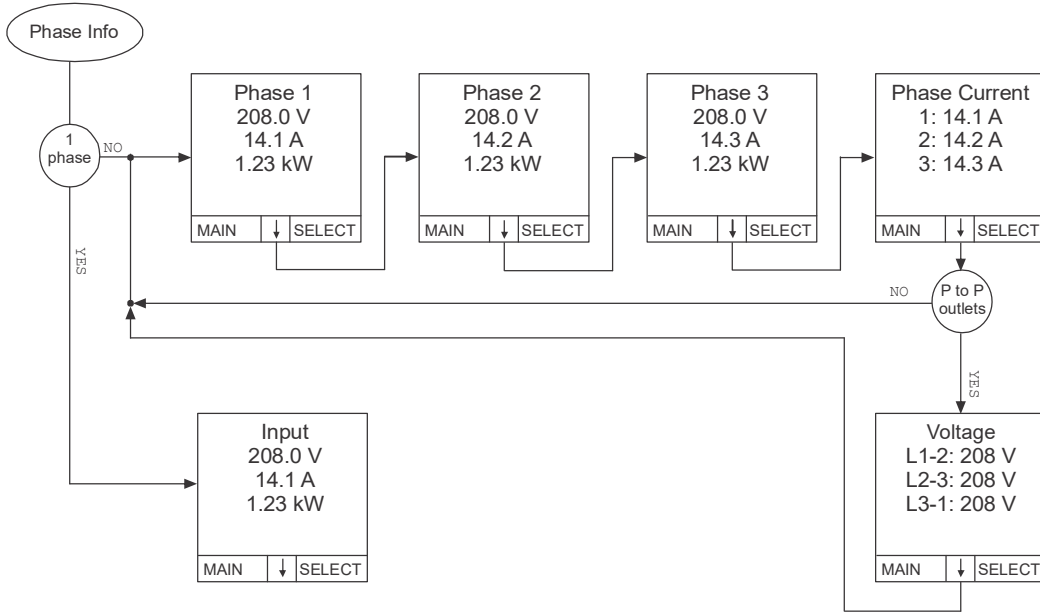 Phase Info
1
phase
NO
YES
Phase 1
208.0 V
14.1 A
1.23 kW
MAIN ↓ SELECT
Phase 2
208.0 V
14.2 A
1.23 kW
MAIN ↓ SELECT
Phase 3
208.0 V
14.3 A
1.23 kW
MAIN ↓ SELECT
Phase Current
1: 14.1 A
2: 14.2 A
3: 14.3 A
MAIN ↓ SELECT
P to P
outlets
NO
YES
Input
208.0 V
14.1 A
1.23 kW
MAIN ↓ SELECT
Voltage
L1-2: 208 V
L2-3: 208 V
L3-1: 208 V
MAIN ↓ SELECT